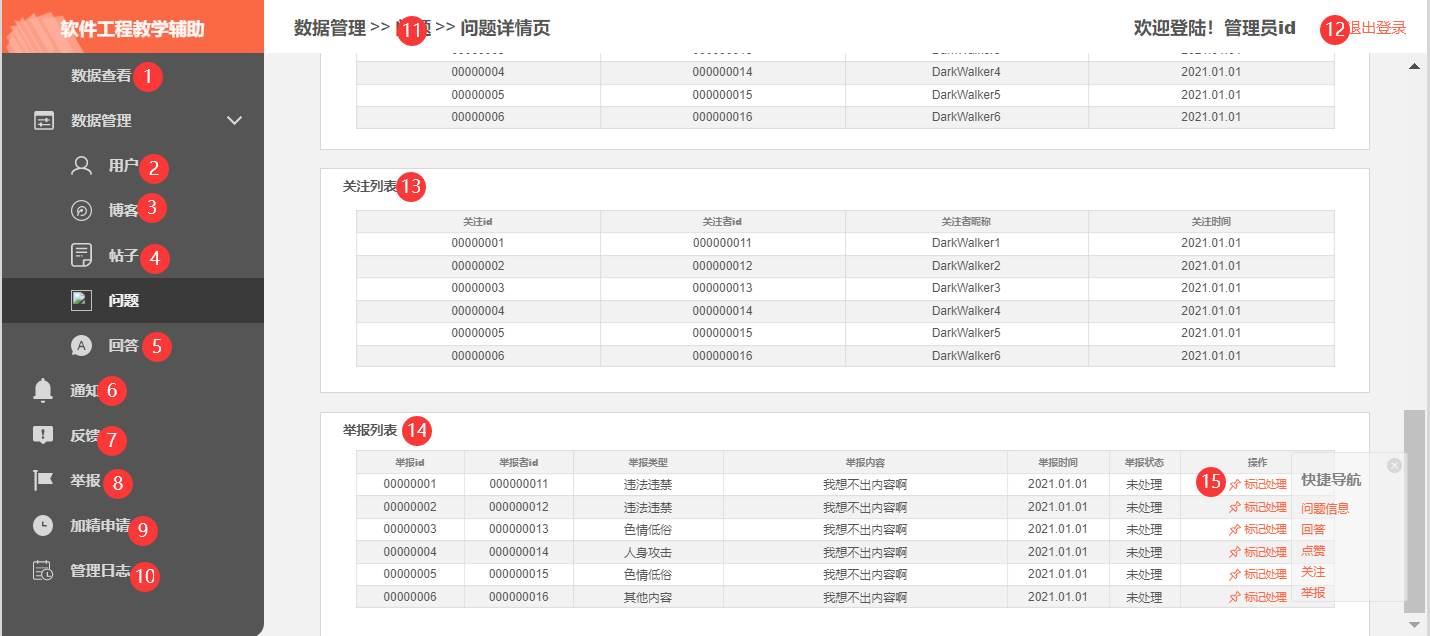 软件工程教学辅助
数据管理 >> 问题 >> 问题详情页
11
欢迎登陆！管理员id
12
退出登录
数据查看 1
数据管理
用户 2
博客 3
帖子 4
问题
回答 5
通知 6
反馈 7
举报 8
加精申请 9
管理日志 10
00000004 00000014 DarkWalker4 2021.01.01
00000005 00000015 DarkWalker5 2021.01.01
00000006 00000016 DarkWalker6 2021.01.01
关注列表 13
关注id 关注者id 关注者昵称 关注时间
00000001 000000011 DarkWalker1 2021.01.01
00000002 000000012 DarkWalker2 2021.01.01
00000003 000000013 DarkWalker3 2021.01.01
00000004 000000014 DarkWalker4 2021.01.01
00000005 000000015 DarkWalker5 2021.01.01
00000006 000000016 DarkWalker6 2021.01.01
举报列表 14
举报id 举报者id 举报类型 举报内容 举报时间 举报状态 操作
00000001 000000011 违法违禁 我想不出内容啊 2021.01.01 未处理 15 标记处理
00000002 000000012 违法违禁 我想不出内容啊 2021.01.01 未处理 标记处理
00000003 000000013 色情低俗 我想不出内容啊 2021.01.01 未处理 标记处理
00000004 000000014 人身攻击 我想不出内容啊 2021.01.01 未处理 标记处理
00000005 000000015 色情低俗 我想不出内容啊 2021.01.01 未处理 标记处理
00000006 000000016 其他内容 我想不出内容啊 2021.01.01 未处理 标记处理
快捷导航
问题信息
回答
点赞
关注
举报